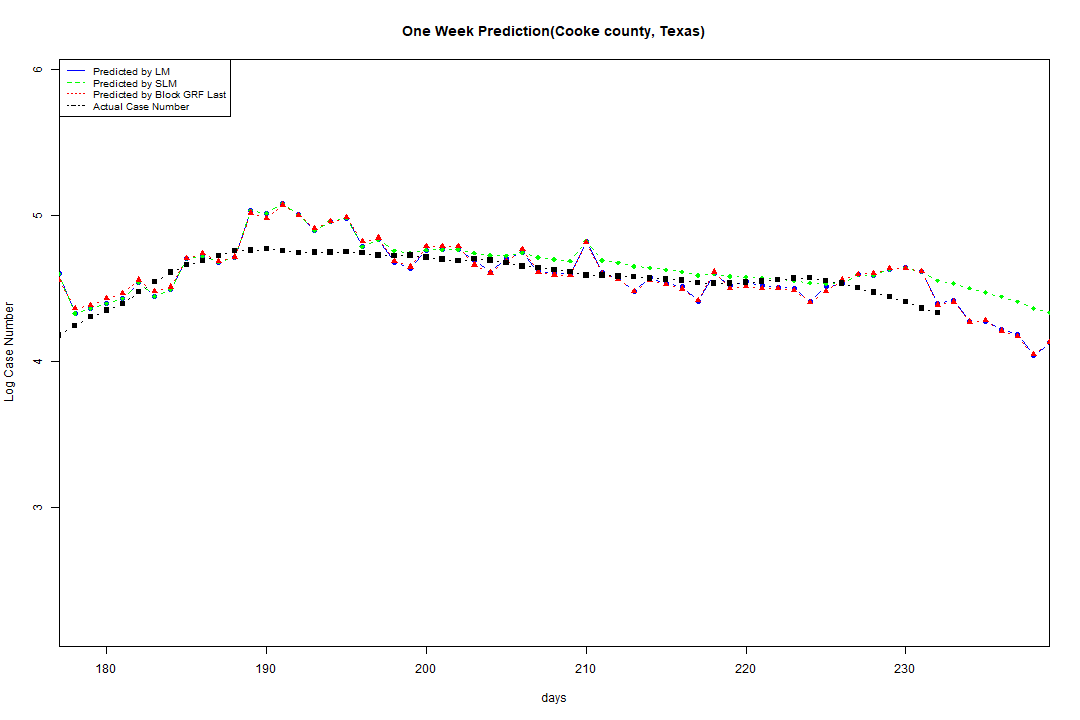 One Week Prediction(Cooke county, Texas)
6
Predicted by LM
Predicted by SLM
Predicted by Block GRF Last
Actual Case Number
5
4
3
Log Case Number
180 190 200 210 220 230
days